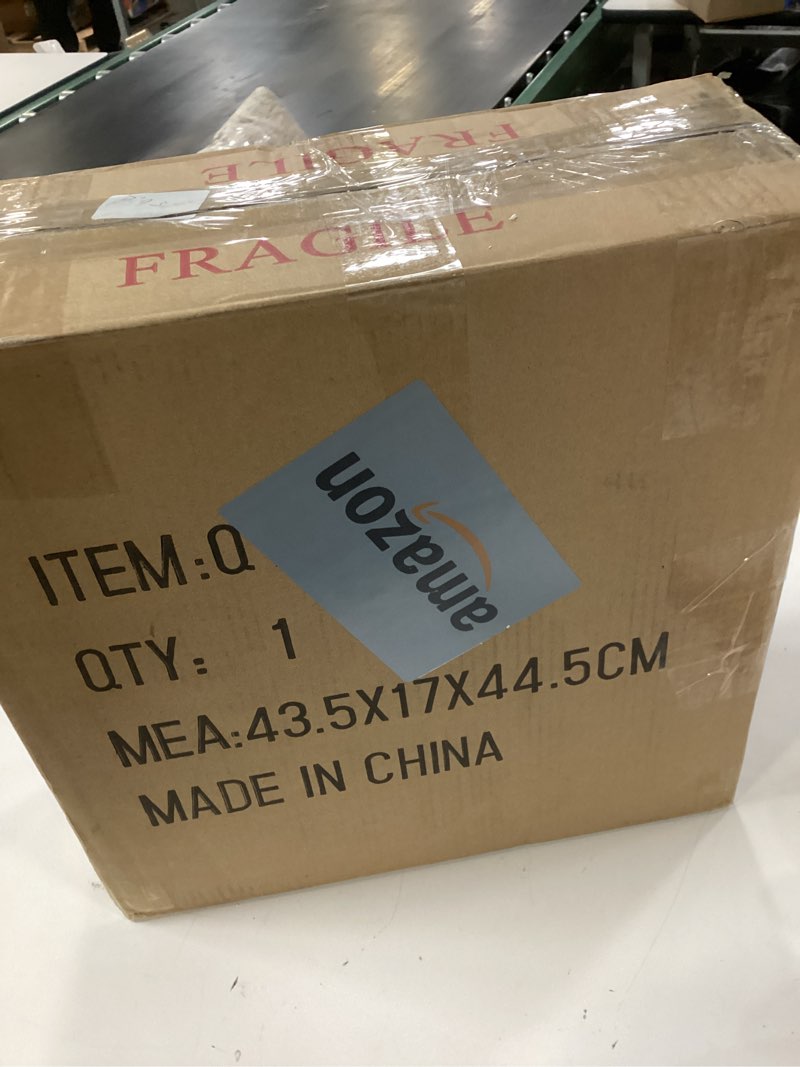 FRAGILE
FRAGILE
amazon
ITEM:Q
QTY: 1
MEA:43.5X17X44.5CM
MADE IN CHINA